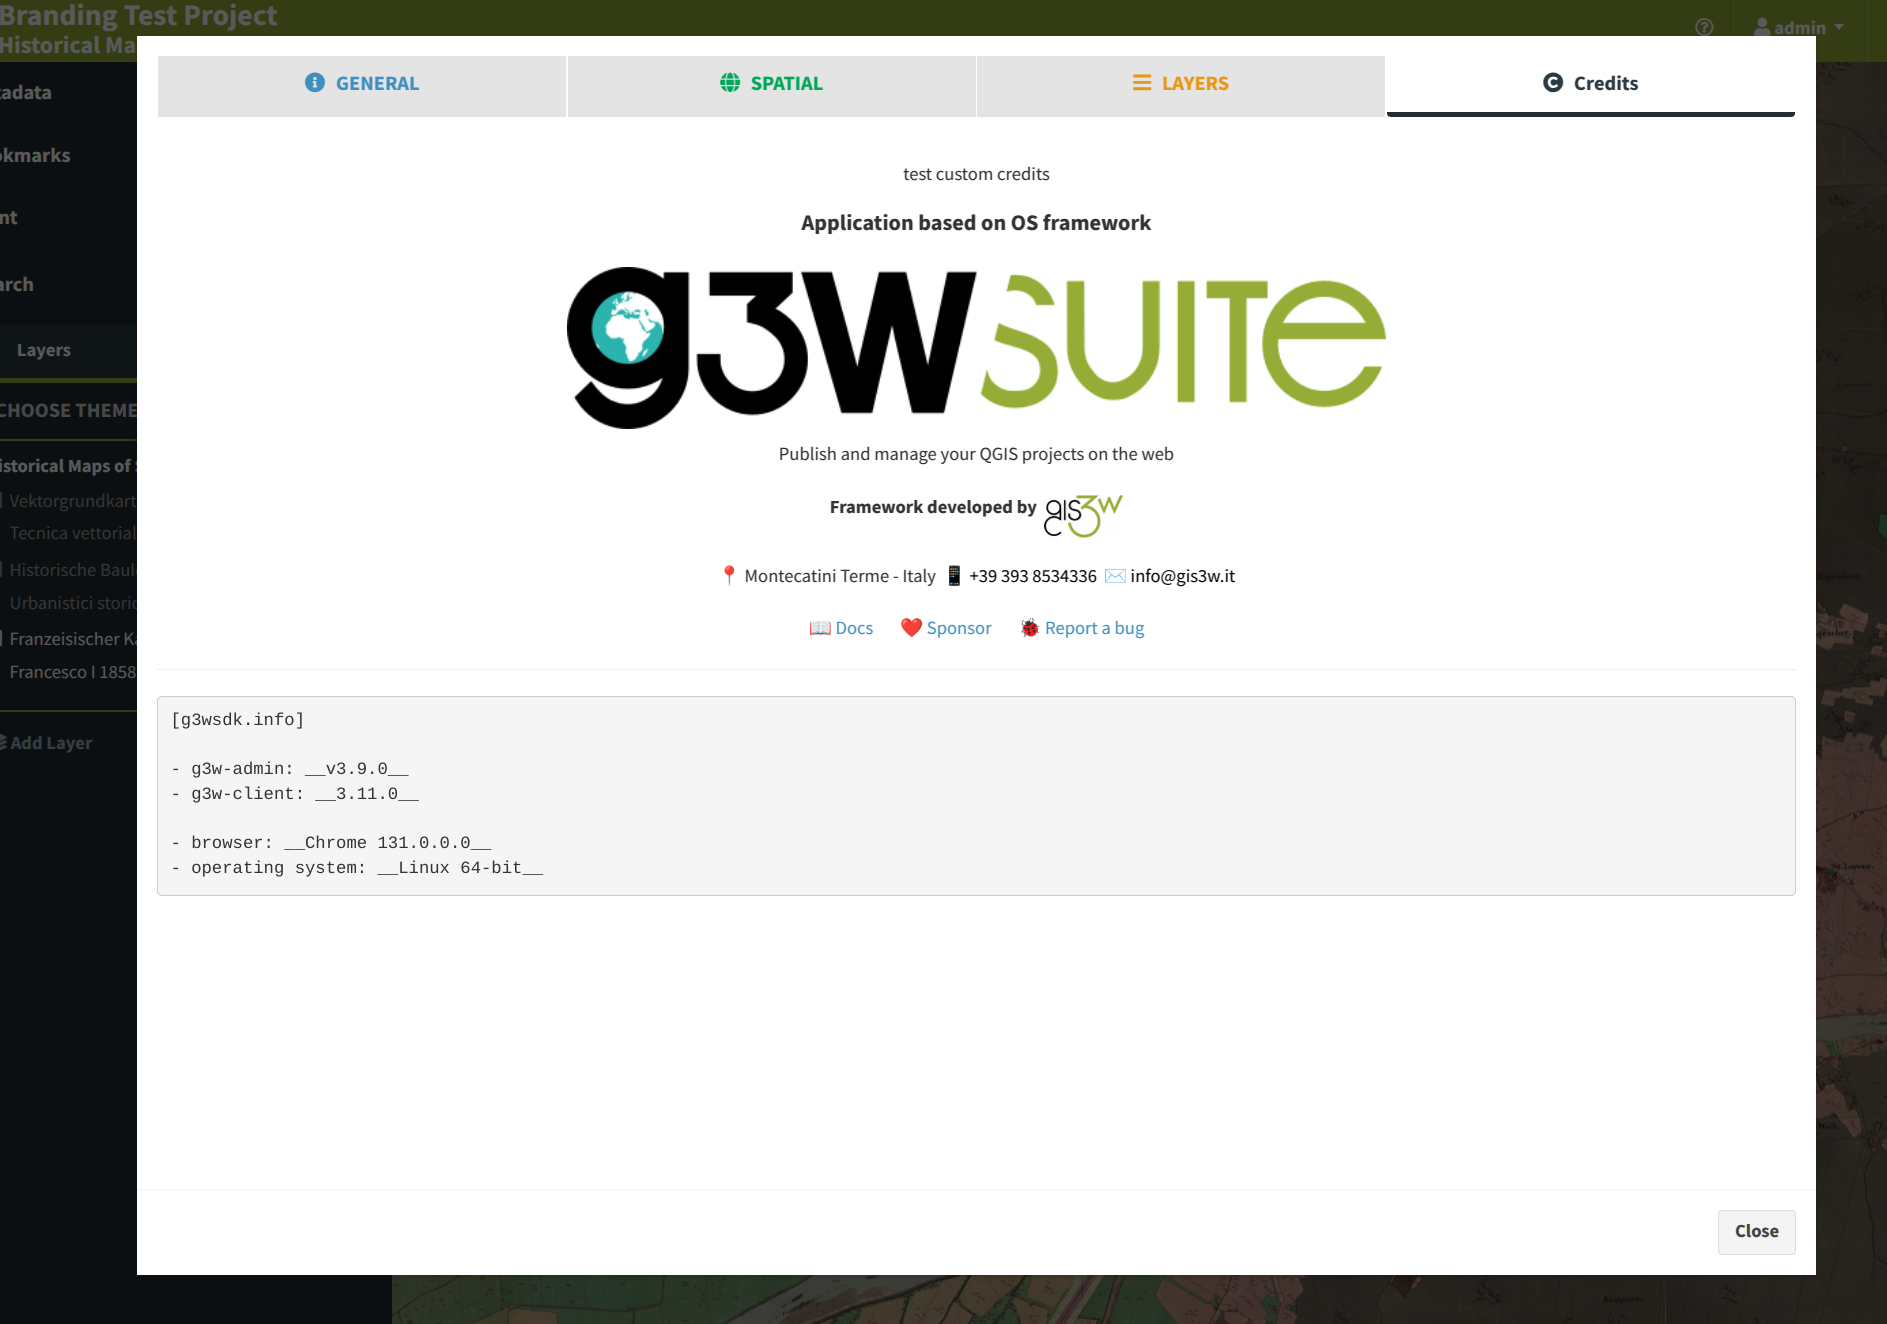 Branding Test Project
Historical Ma
admin
GENERAL
SPATIAL
LAYERS
Credits
tadata
okmarks
nt
arch
Layers
CHOOSE THEME
istorical Maps of S
Vektorgrundkart
Tecnica vettorial
Historische Baul
Urbanistici storic
Franzeisischer Ka
Francesco I 1858
Add Layer
test custom credits
Application based on OS framework
g3wsuite
Publish and manage your QGIS projects on the web
Framework developed by gis3w
Montecatini Terme - Italy +39 393 8534336 info@gis3w.it
Docs Sponsor Report a bug
[g3wsdk.info]
- g3w-admin: __v3.9.0__
- g3w-client: __3.11.0__
- browser: __Chrome 131.0.0.0__
- operating system: __Linux 64-bit__
Close